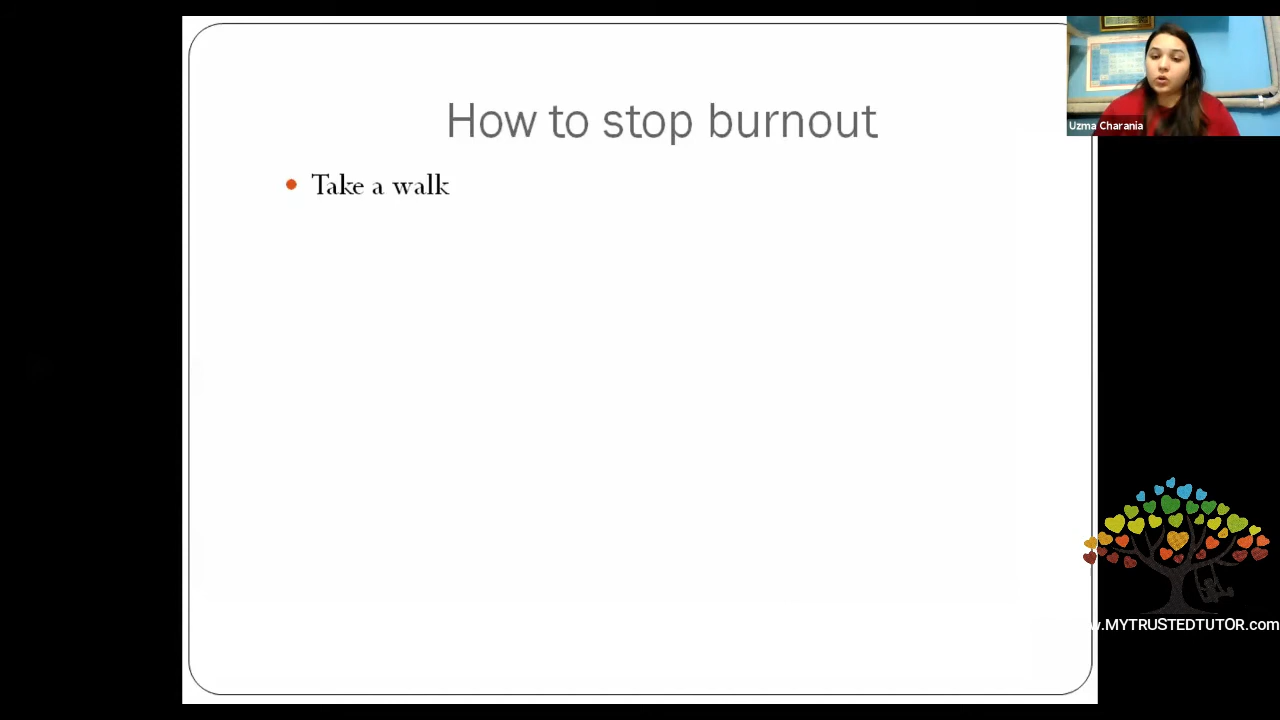 How to stop burnout
Take a walk
Uzma Charania
w.MYTRUSTEDTUTOR.com